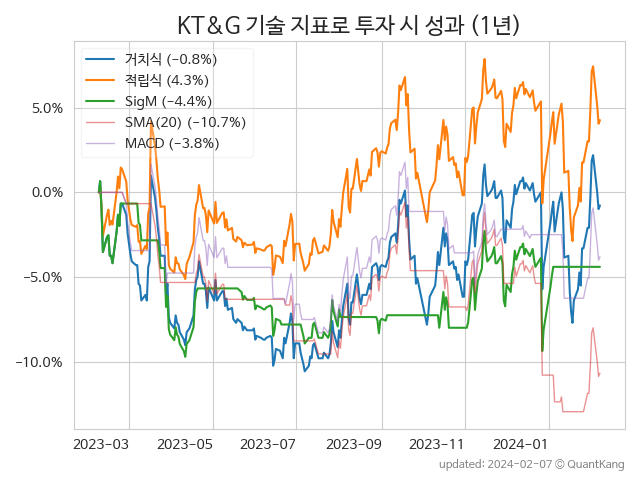 KT&G 기술 지표로 투자 시 성과 (1년)
거치식 (−0.8%)
적립식 (4.3%)
SigM (−4.4%)
SMA(20) (−10.7%)
MACD (−3.8%)
5.0%
0.0%
−5.0%
−10.0%
2023-03 2023-05 2023-07 2023-09 2023-11 2024-01
updated: 2024-02-07 © QuantKang